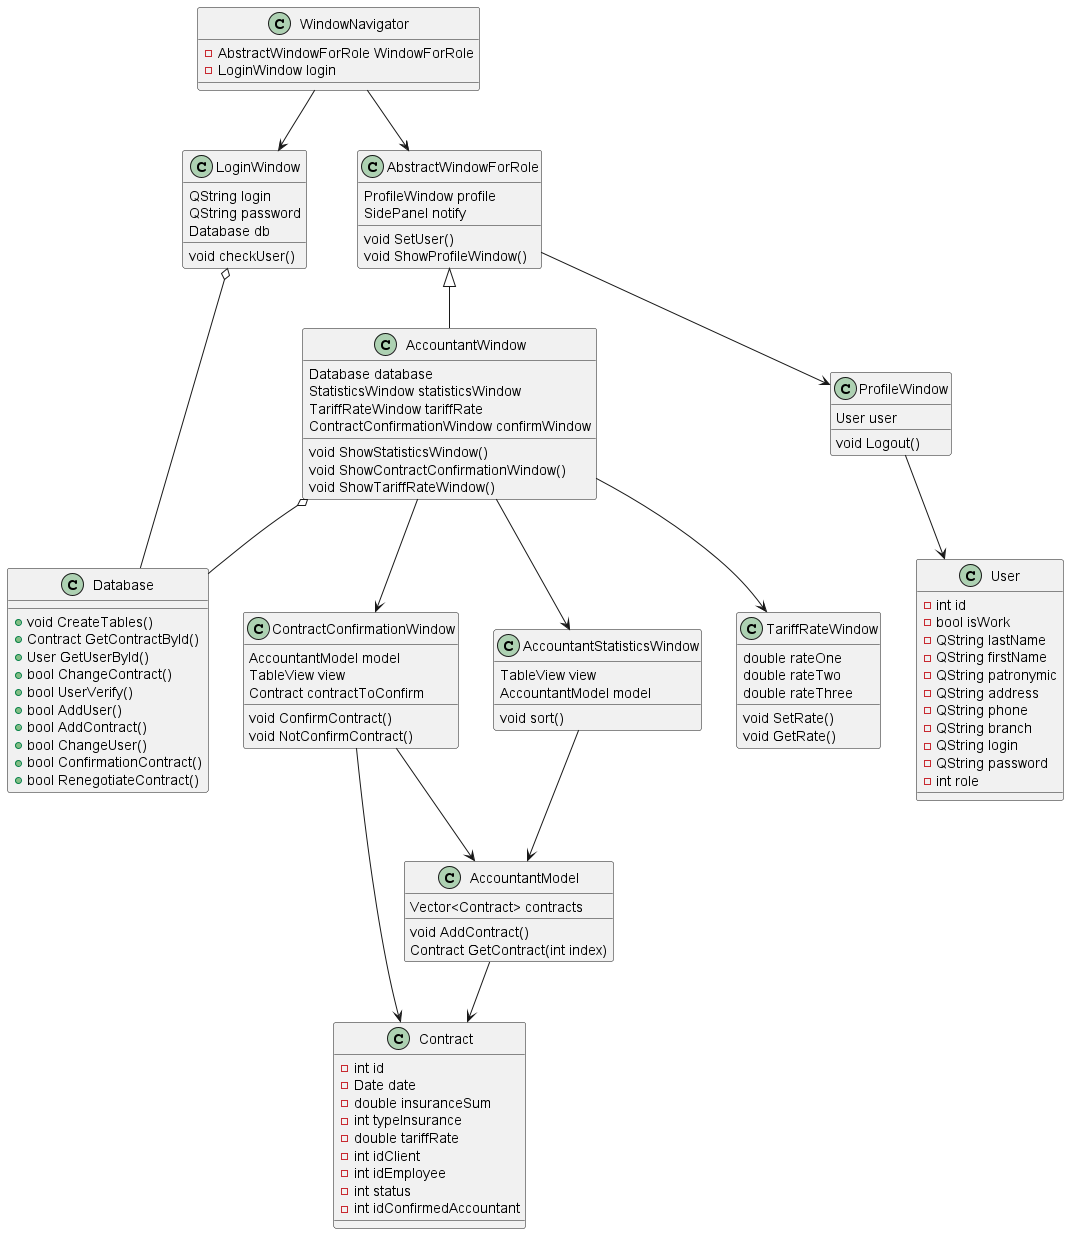 C WindowNavigator
AbstractWindowForRole WindowForRole
LoginWindow login
C LoginWindow
QString login
QString password
Database db
void checkUser()
C AbstractWindowForRole
ProfileWindow profile
SidePanel notify
void SetUser()
void ShowProfileWindow()
C AccountantWindow
Database database
StatisticsWindow statisticsWindow
TariffRateWindow tariffRate
ContractConfirmationWindow confirmWindow
void ShowStatisticsWindow()
void ShowContractConfirmationWindow()
void ShowTariffRateWindow()
C ProfileWindow
User user
void Logout()
C Database
void CreateTables()
Contract GetContractById()
User GetUserById()
bool ChangeContract()
bool UserVerify()
bool AddUser()
bool AddContract()
bool ChangeUser()
bool ConfirmationContract()
bool RenegotiateContract()
C ContractConfirmationWindow
AccountantModel model
TableView view
Contract contractToConfirm
void ConfirmContract()
void NotConfirmContract()
C AccountantStatisticsWindow
TableView view
AccountantModel model
void sort()
C TariffRateWindow
double rateOne
double rateTwo
double rateThree
void SetRate()
void GetRate()
C User
int id
bool isWork
QString lastName
QString firstName
QString patronymic
QString address
QString phone
QString branch
QString login
QString password
int role
C AccountantModel
Vector<Contract> contracts
void AddContract()
Contract GetContract(int index)
C Contract
int id
Date date
double insuranceSum
int typeInsurance
double tariffRate
int idClient
int idEmployee
int status
int idConfirmedAccountant